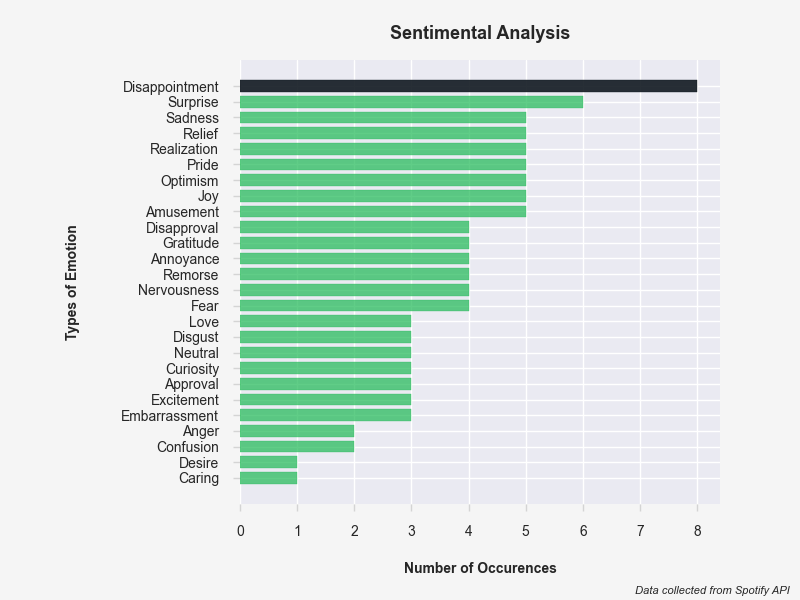 Sentimental Analysis
Types of Emotion
Disappointment
Surprise
Sadness
Relief
Realization
Pride
Optimism
Joy
Amusement
Disapproval
Gratitude
Annoyance
Remorse
Nervousness
Fear
Love
Disgust
Neutral
Curiosity
Approval
Excitement
Embarrassment
Anger
Confusion
Desire
Caring
0 1 2 3 4 5 6 7 8
Number of Occurences
Data collected from Spotify API